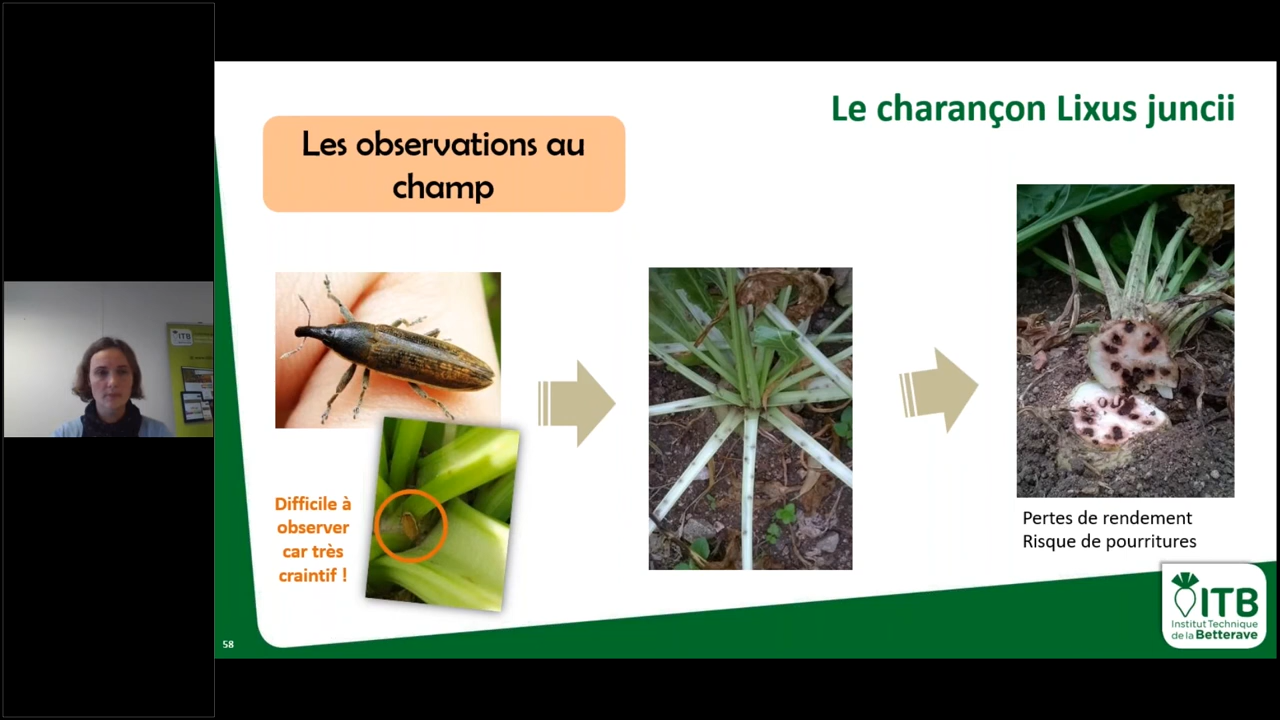 Le charançon Lixus juncii
Les observations au
champ
Difficile à
observer
car très
craintif !
Pertes de rendement
Risque de pourritures
ITB
Institut Technique
de la Betterave
58
ITB